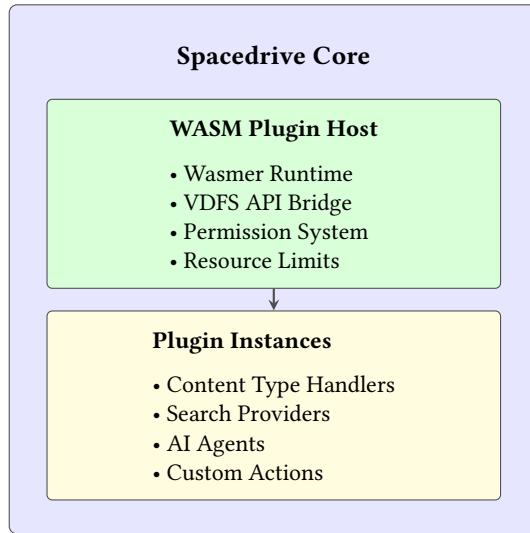 Spacedrive Core
WASM Plugin Host
• Wasmer Runtime
• VDFS API Bridge
• Permission System
• Resource Limits
Plugin Instances
• Content Type Handlers
• Search Providers
• AI Agents
• Custom Actions